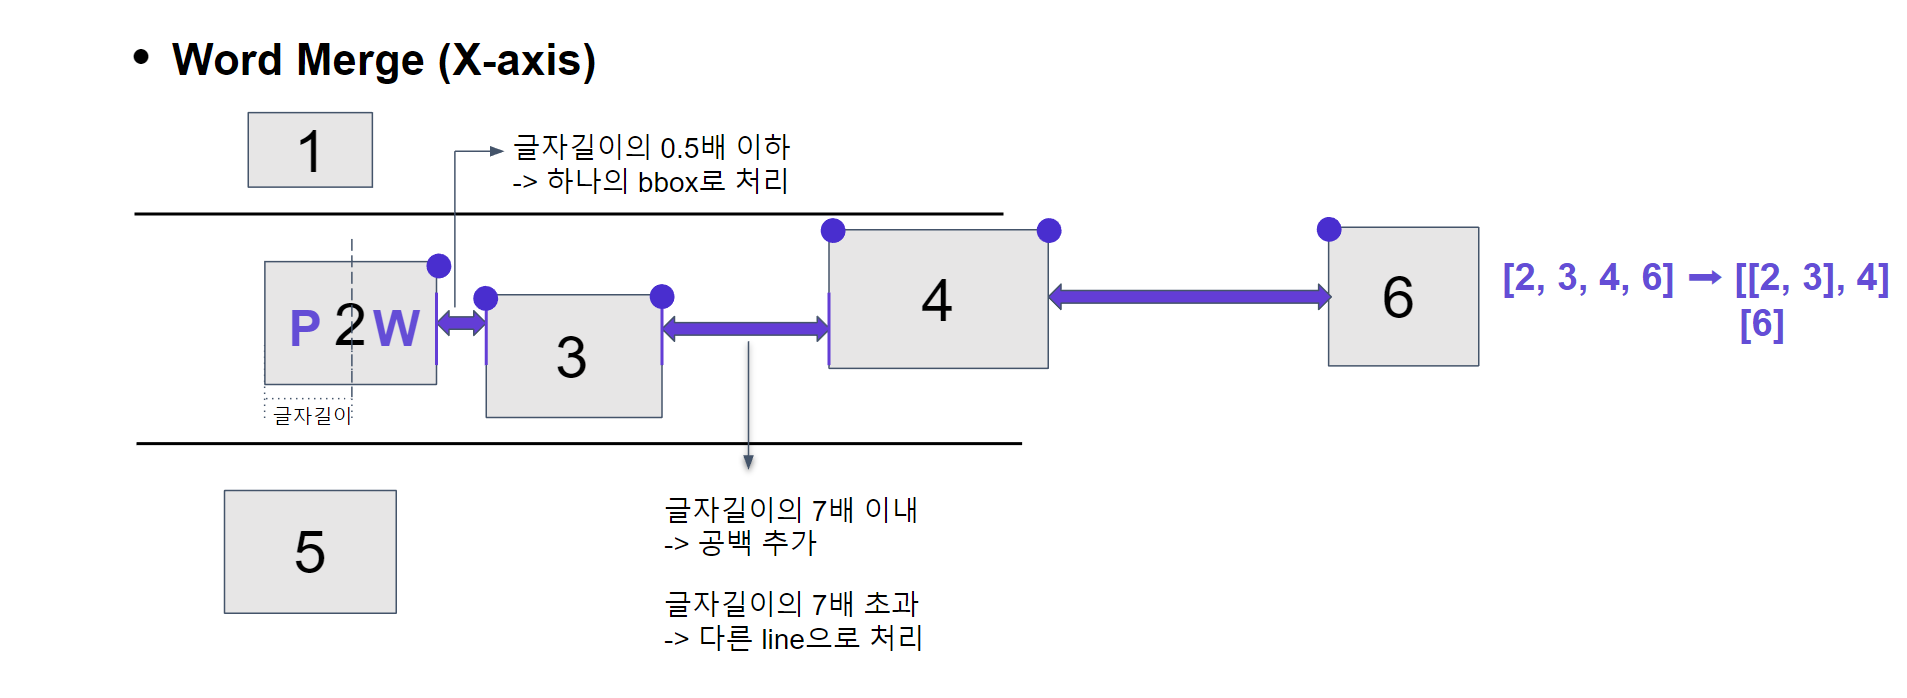 • Word Merge (X-axis)
1
글자길이의 0.5배 이하
-> 하나의 bbox로 처리
P 2 W
3
4
6
[2, 3, 4, 6] ➡ [[2, 3], 4]
[6]
글자길이
5
글자길이의 7배 이내
-> 공백 추가
글자길이의 7배 초과
-> 다른 line으로 처리